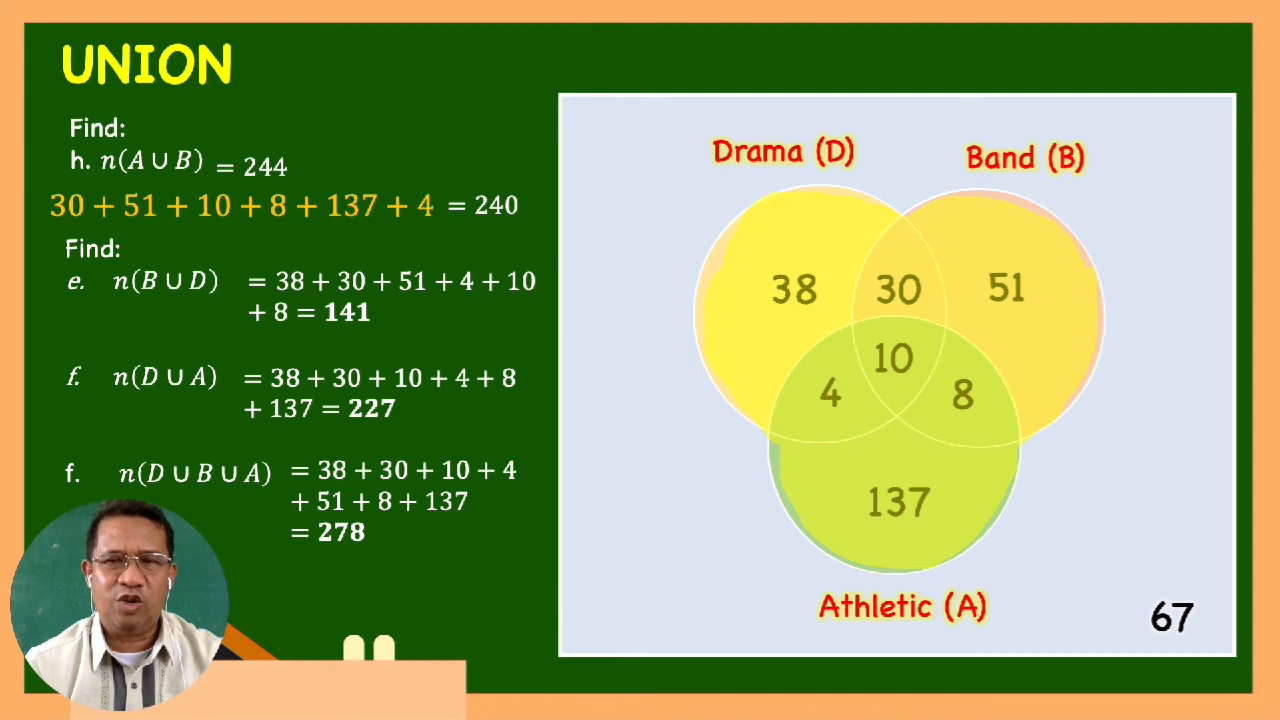 UNION
Find:
h. n(A ∪ B) = 244
30 + 51 + 10 + 8 + 137 + 4 = 240
Find:
e. n(B ∪ D) = 38 + 30 + 51 + 4 + 10
+ 8 = 141
f. n(D ∪ A) = 38 + 30 + 10 + 4 + 8
+ 137 = 227
f. n(D ∪ B ∪ A) = 38 + 30 + 10 + 4
+ 51 + 8 + 137
= 278
Drama (D)
Band (B)
38
30
51
10
4
8
137
Athletic (A)
67